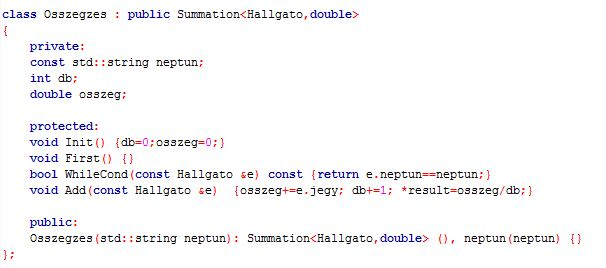 class Osszegzes : public Summation<Hallgato,double>
{
    private:
    const std::string neptun;
    int db;
    double osszeg;

    protected:
    void Init() {db=0;osszeg=0;}
    void First() {}
    bool WhileCond(const Hallgato &e) const {return e.neptun==neptun;}
    void Add(const Hallgato &e)  {osszeg+=e.jegy; db+=1; *result=osszeg/db;}

    public:
    Osszegzes(std::string neptun): Summation<Hallgato,double> (), neptun(neptun) {}
};